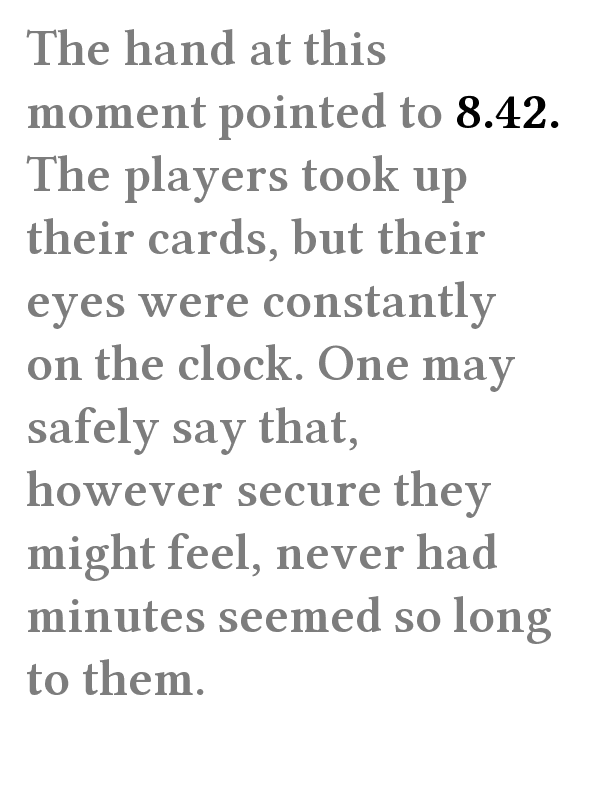 The hand at this
moment pointed to 8.42.
The players took up
their cards, but their
eyes were constantly
on the clock. One may
safely say that,
however secure they
might feel, never had
minutes seemed so long
to them.